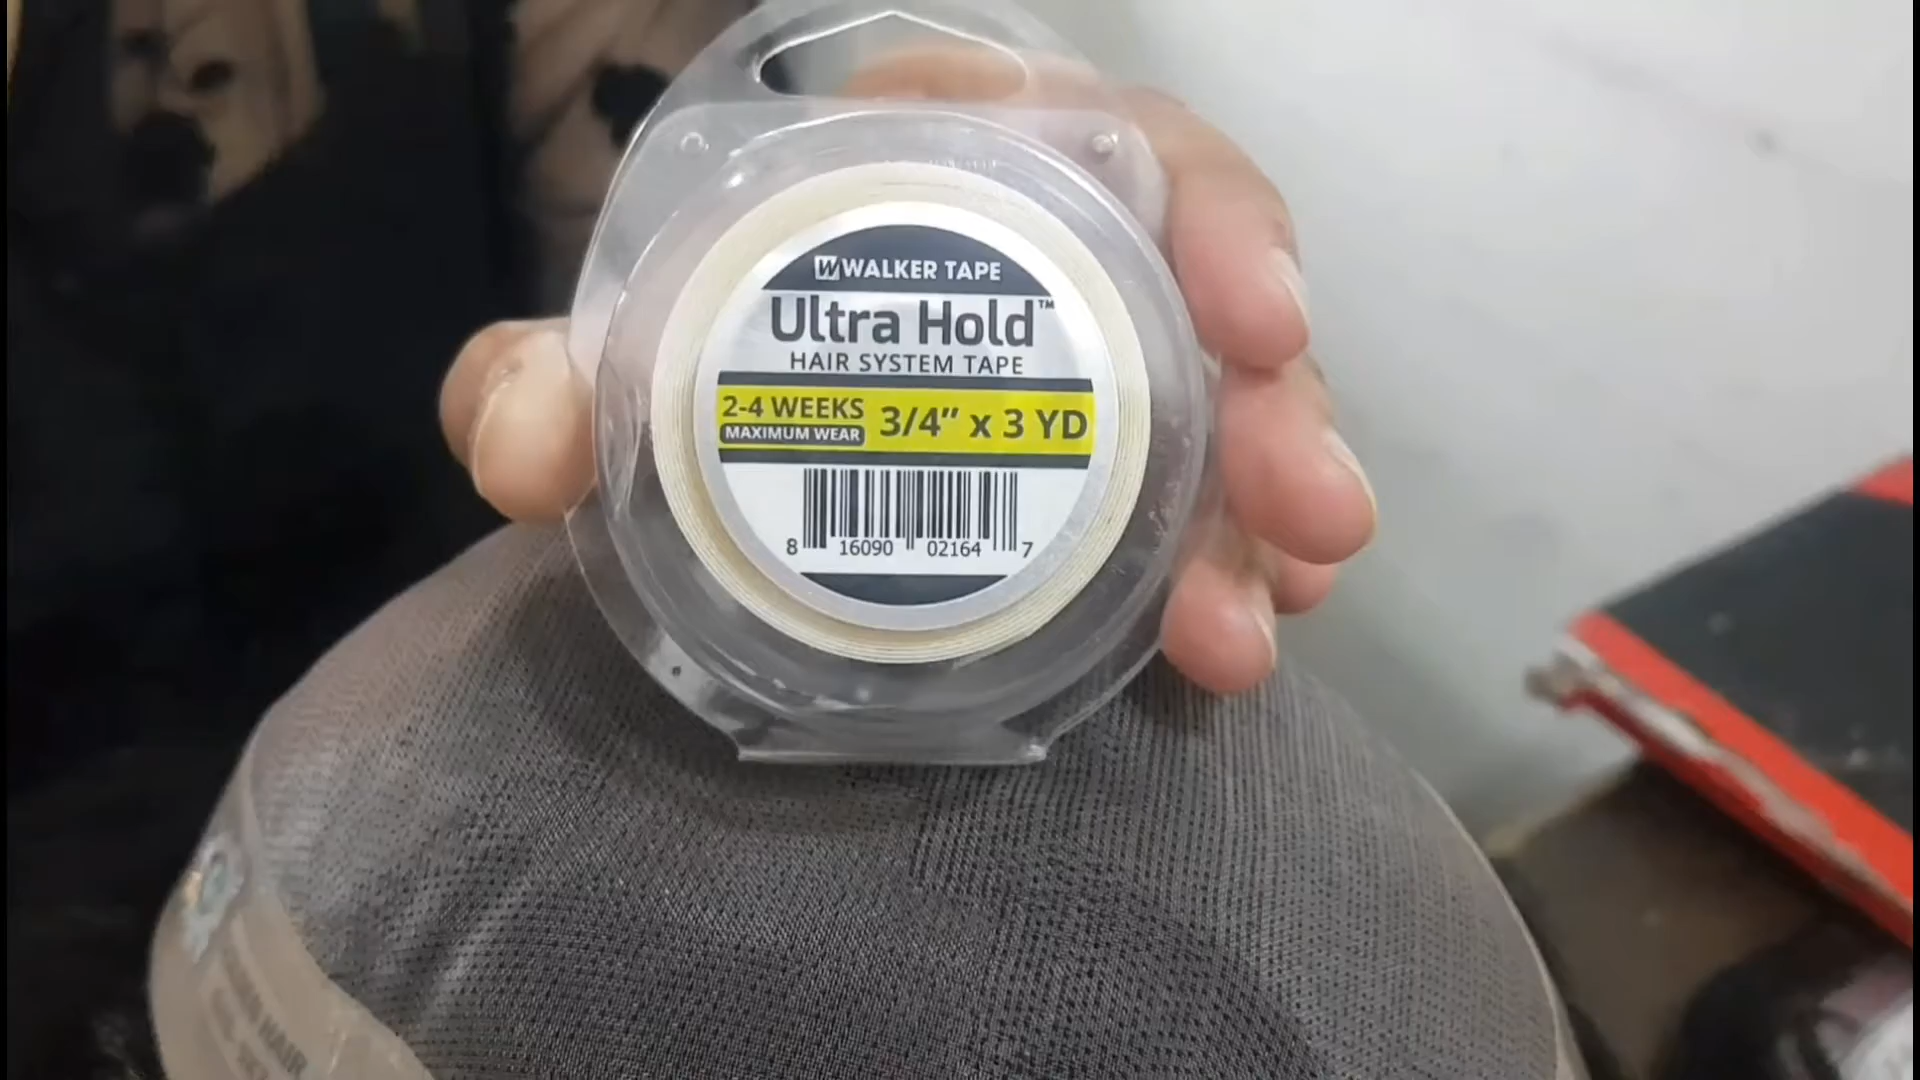 W WALKER TAPE
Ultra Hold™
HAIR SYSTEM TAPE
2-4 WEEKS
MAXIMUM WEAR
3/4" x 3 YD
8 16090 02164 7
HAIR